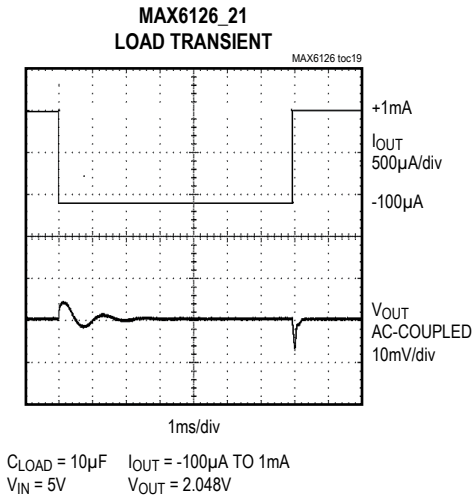 MAX6126_21
LOAD TRANSIENT
MAX6126 toc19
+1mA
IOUT
500µA/div
-100µA
VOUT
AC-COUPLED
10mV/div
1ms/div
CLOAD = 10µF IOUT = -100µA TO 1mA
VIN = 5V VOUT = 2.048V